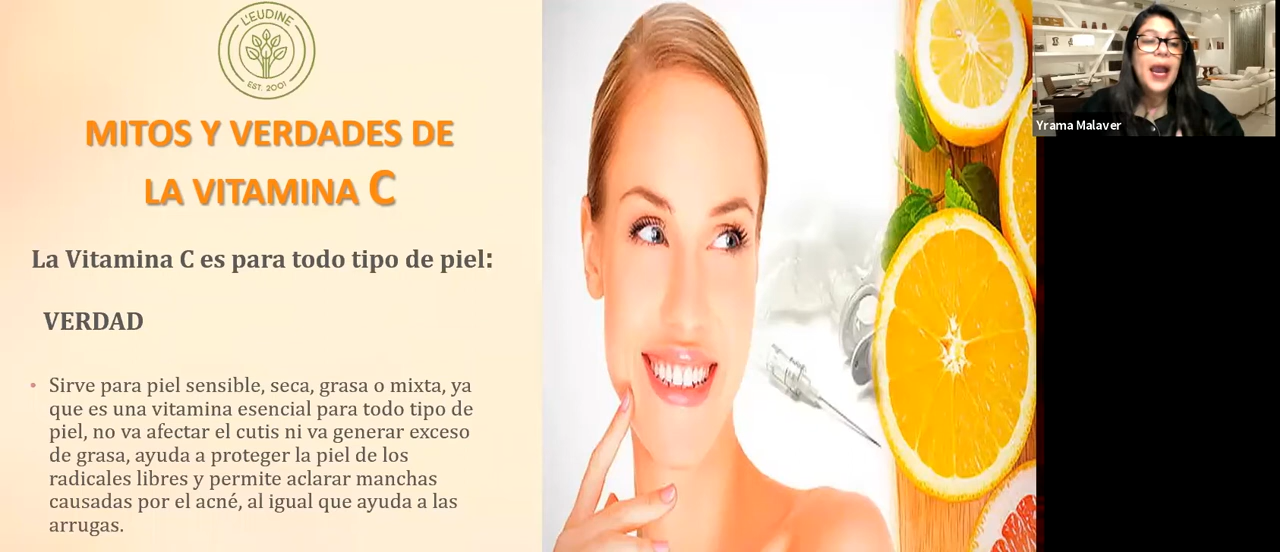 L'EUDINE
EST. 2001
MITOS Y VERDADES DE
LA VITAMINA C
La Vitamina C es para todo tipo de piel:
VERDAD
• Sirve para piel sensible, seca, grasa o mixta, ya
que es una vitamina esencial para todo tipo de
piel, no va afectar el cutis ni va generar exceso
de grasa, ayuda a proteger la piel de los
radicales libres y permite aclarar manchas
causadas por el acné, al igual que ayuda a las
arrugas.
Yrama Malaver